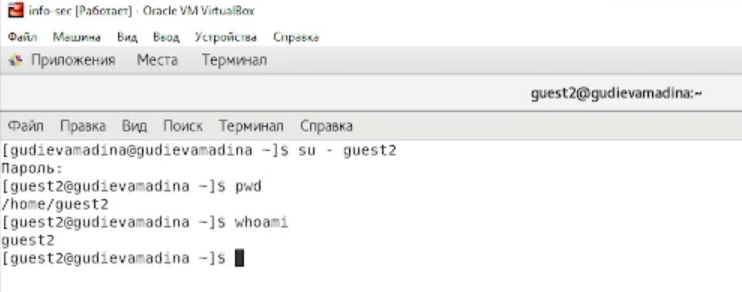 info-sec [Работает] - Oracle VM VirtualBox
Файл Машина Вид Ввод Устройства Справка
Приложения Места Терминал
guest2@gudievamadina:~
Файл Правка Вид Поиск Терминал Справка
[gudievamadina@gudievamadina ~]$ su - guest2
Пароль:
[guest2@gudievamadina ~]$ pwd
/home/guest2
[guest2@gudievamadina ~]$ whoami
guest2
[guest2@gudievamadina ~]$